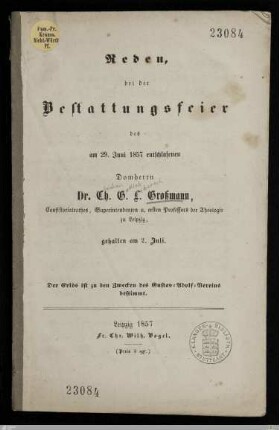 23084
Reden,
bei der
Bestattungsfeier
des
am 29. Juni 1857 entschlafenen
Domherrn
Dr. Ch. G. L. Großmann,
Consistorialrathes, Superintendenten u. ersten Professors der Theologie
zu Leipzig,
gehalten am 2. Juli.
Der Erlös ist zu den Zwecken des Gustav-Adolf-Vereins
bestimmt.
Leipzig 1857
Fr. Chr. Wilh. Vogel.
23084